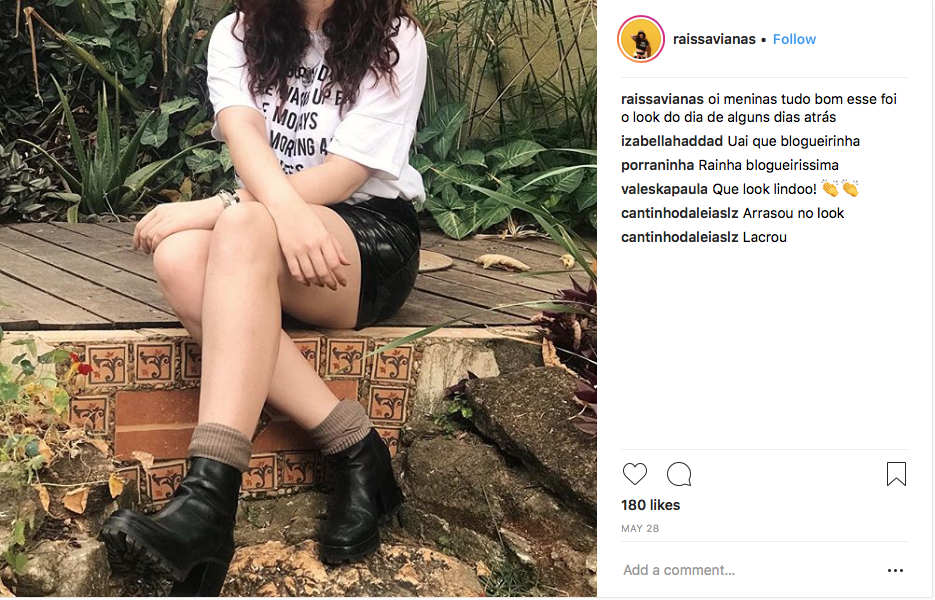 UP
MORNING
raissavianas • Follow
raissavianas oi meninas tudo bom esse foi
o look do dia de alguns dias atrás
izabellahaddad Uai que blogueirinha
porraninha Rainha blogueirissima
valeskapaula Que look lindoo! 👏👏
cantinhodaleiaslz Arrasou no look
cantinhodaleiaslz Lacrou
180 likes
MAY 28
Add a comment...